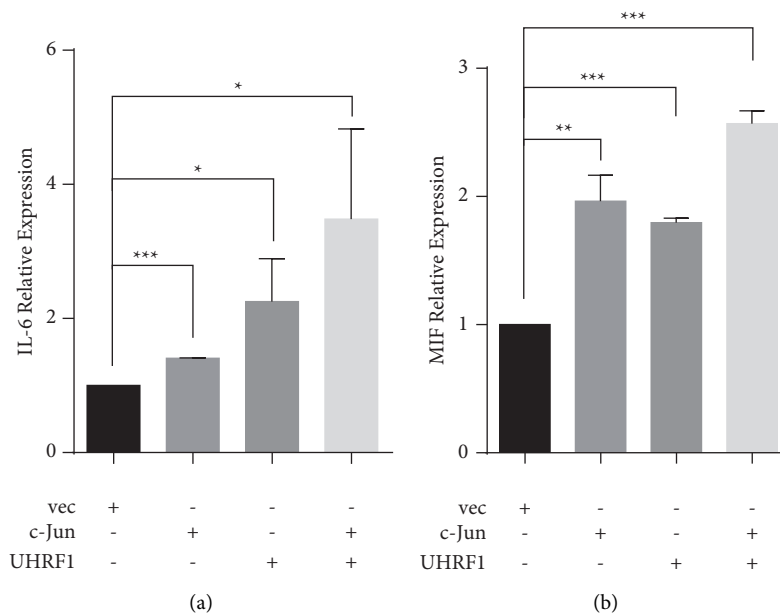 6
4
2
0
IL-6 Relative Expression
*
*
***
vec + - - -
c-Jun - + - +
UHRF1 - - + +
(a)
3
2
1
0
MIF Relative Expression
***
***
**
vec + - - -
c-Jun - + - +
UHRF1 - - + +
(b)